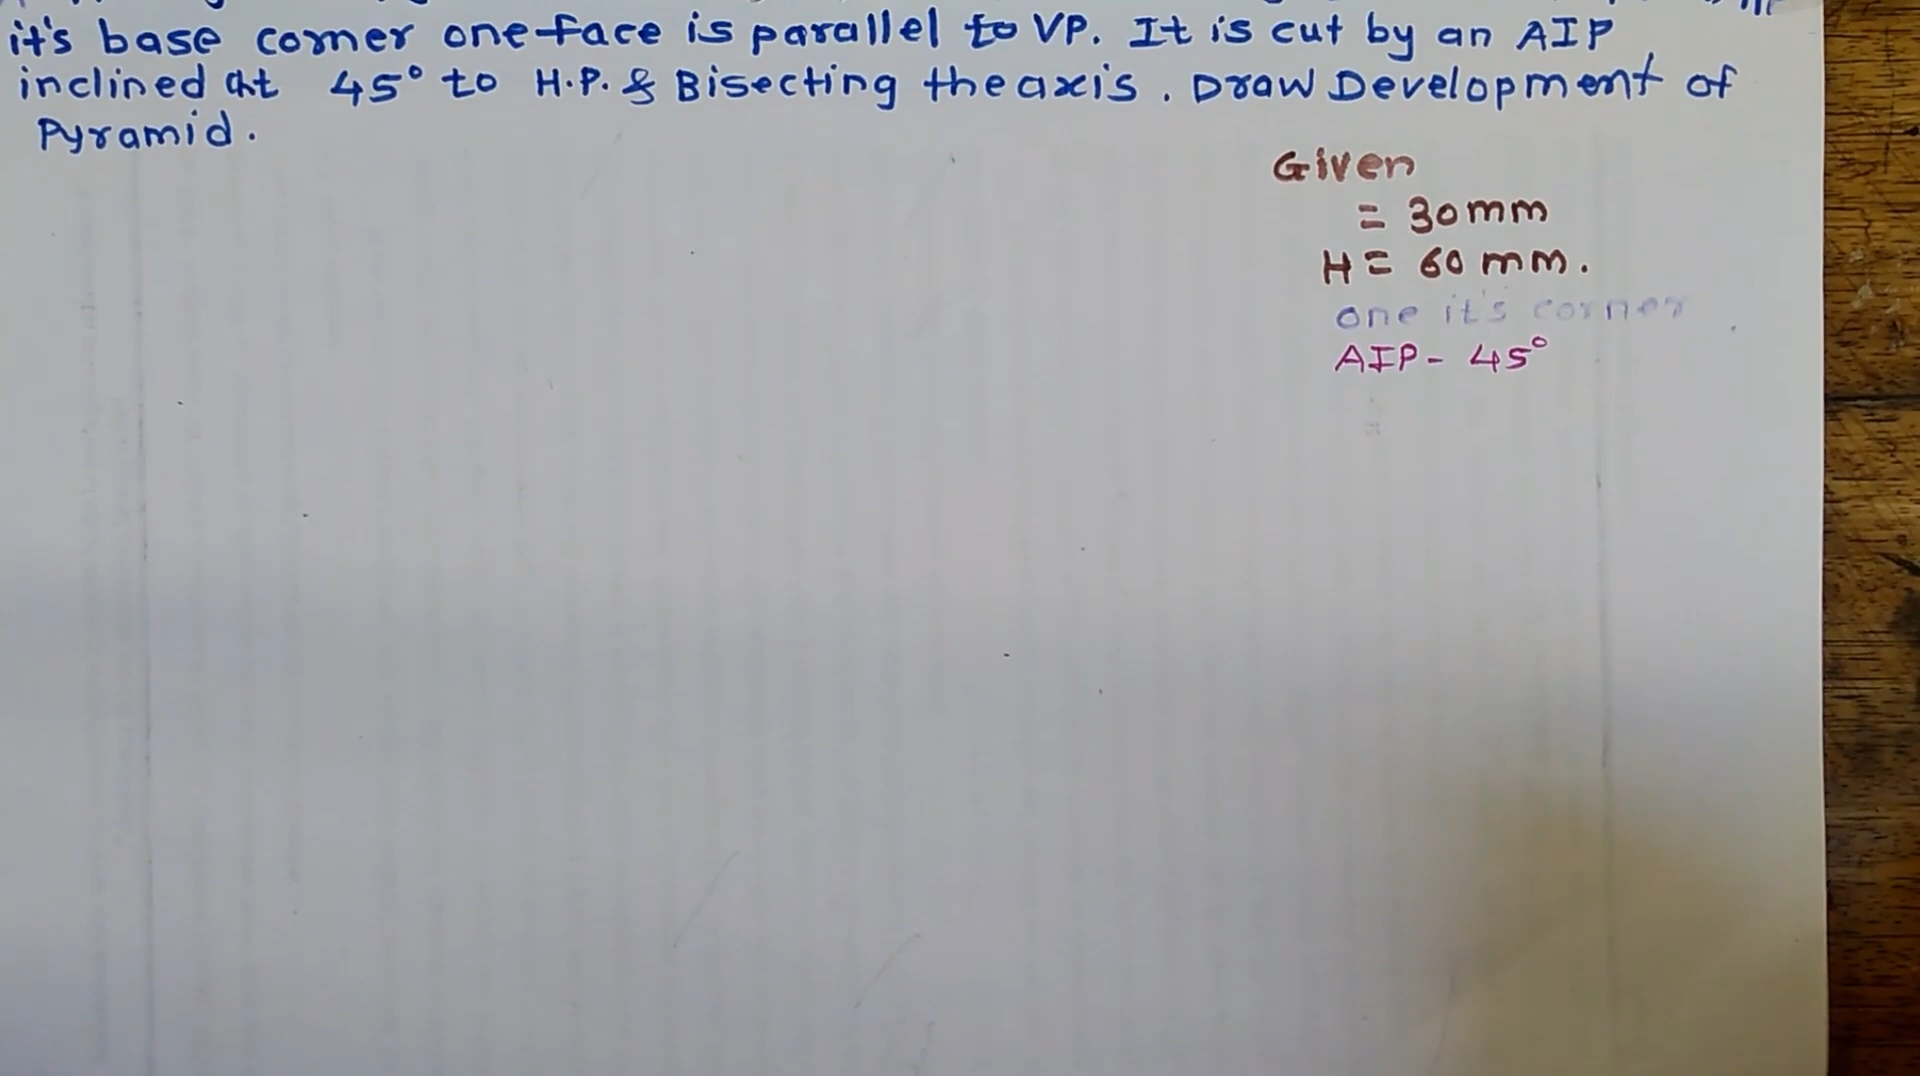 it's base corner one face is parallel to VP. It is cut by an AIP
inclined at 45° to H.P. & Bisecting the axis. Draw Development of
Pyramid.
Given
= 30mm
H = 60 mm.
one it's corner
AIP - 45°